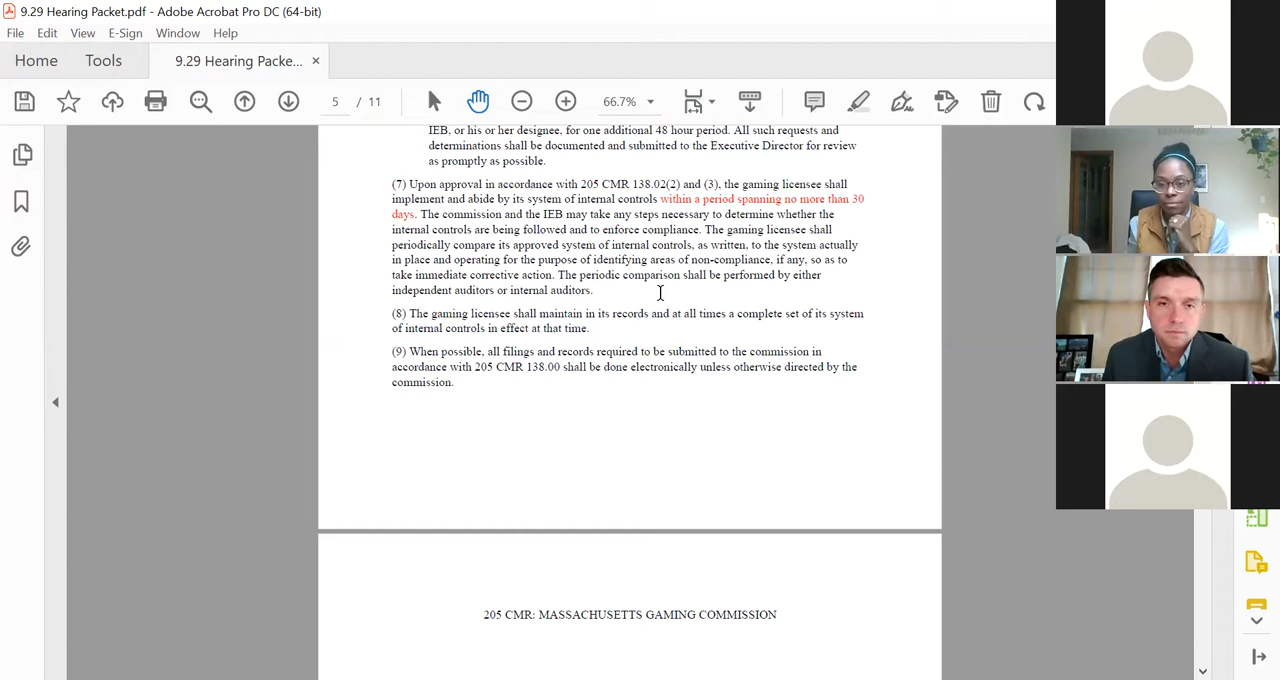 9.29 Hearing Packet.pdf - Adobe Acrobat Pro DC (64-bit)
File Edit View E-Sign Window Help
Home Tools 9.29 Hearing Packe... ×
5 / 11 66.7%
IEB, or his or her designee, for one additional 48 hour period. All such requests and
determinations shall be documented and submitted to the Executive Director for review
as promptly as possible.
(7) Upon approval in accordance with 205 CMR 138.02(2) and (3), the gaming licensee shall
implement and abide by its system of internal controls within a period spanning no more than 30
days. The commission and the IEB may take any steps necessary to determine whether the
internal controls are being followed and to enforce compliance. The gaming licensee shall
periodically compare its approved system of internal controls, as written, to the system actually
in place and operating for the purpose of identifying areas of non-compliance, if any, so as to
take immediate corrective action. The periodic comparison shall be performed by either
independent auditors or internal auditors.
(8) The gaming licensee shall maintain in its records and at all times a complete set of its system
of internal controls in effect at that time.
(9) When possible, all filings and records required to be submitted to the commission in
accordance with 205 CMR 138.00 shall be done electronically unless otherwise directed by the
commission.
205 CMR: MASSACHUSETTS GAMING COMMISSION